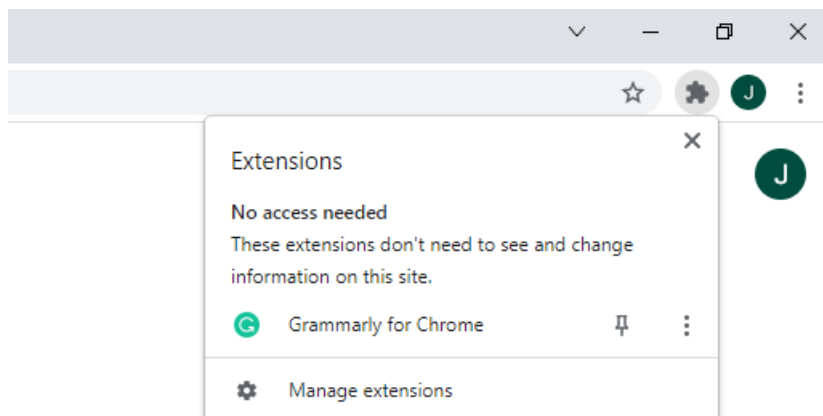 J
J
Extensions
No access needed
These extensions don't need to see and change
information on this site.
G Grammarly for Chrome
Manage extensions